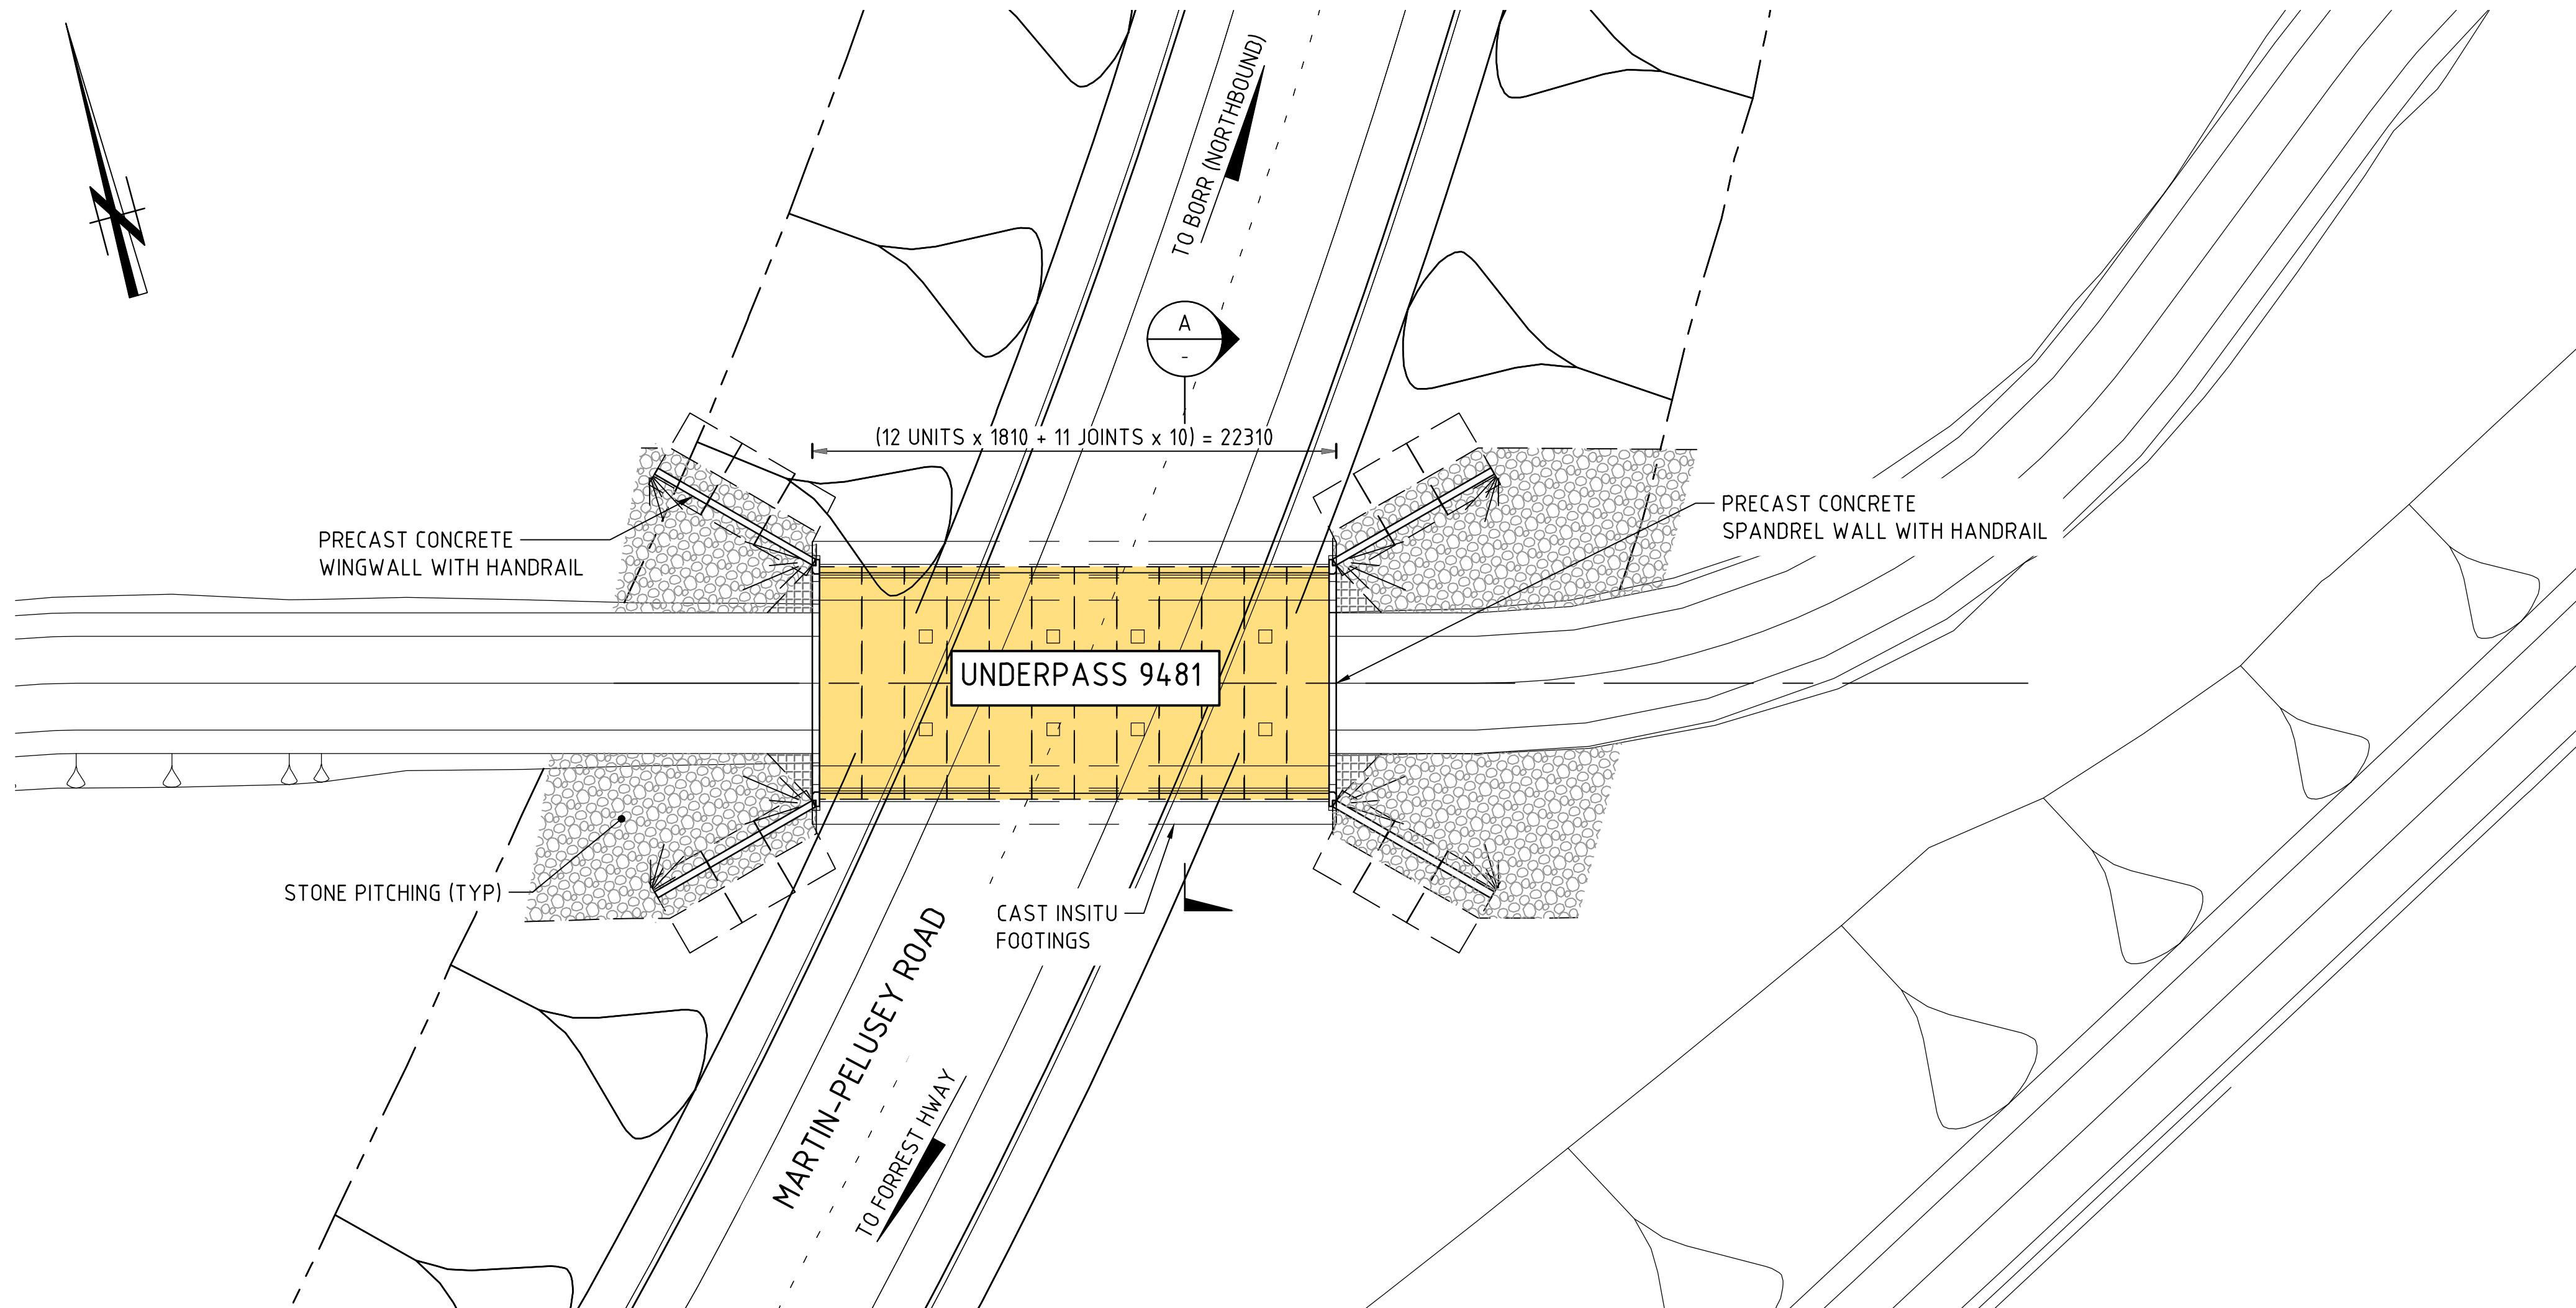 TO BORR (NORTHBOUND)
A
-
(12 UNITS x 1810 + 11 JOINTS x 10) = 22310
PRECAST CONCRETE
WINGWALL WITH HANDRAIL
PRECAST CONCRETE
SPANDREL WALL WITH HANDRAIL
UNDERPASS 9481
STONE PITCHING (TYP)
CAST INSITU
FOOTINGS
MARTIN-PELUSEY ROAD
TO FORREST HWAY